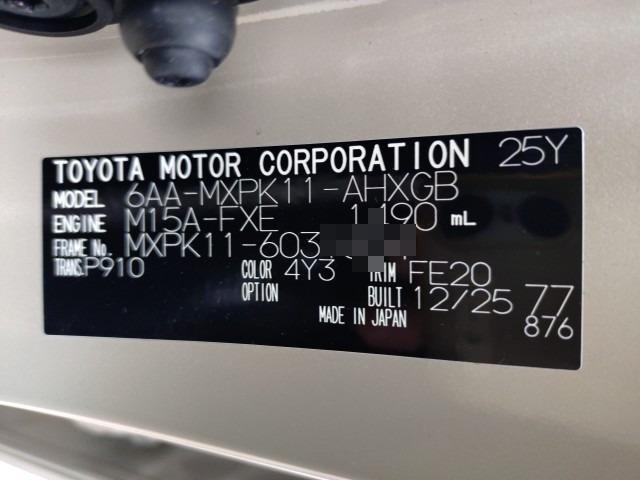 TOYOTA MOTOR CORPORATION 25Y
MODEL 6AA-MXPK11-AHXGB
ENGINE M15A-FXE 1,490 mL
FRAME No. MXPK11-603
TRANS. P910 COLOR 4Y3 TRIM FE20
OPTION BUILT 12/25 77
MADE IN JAPAN 876